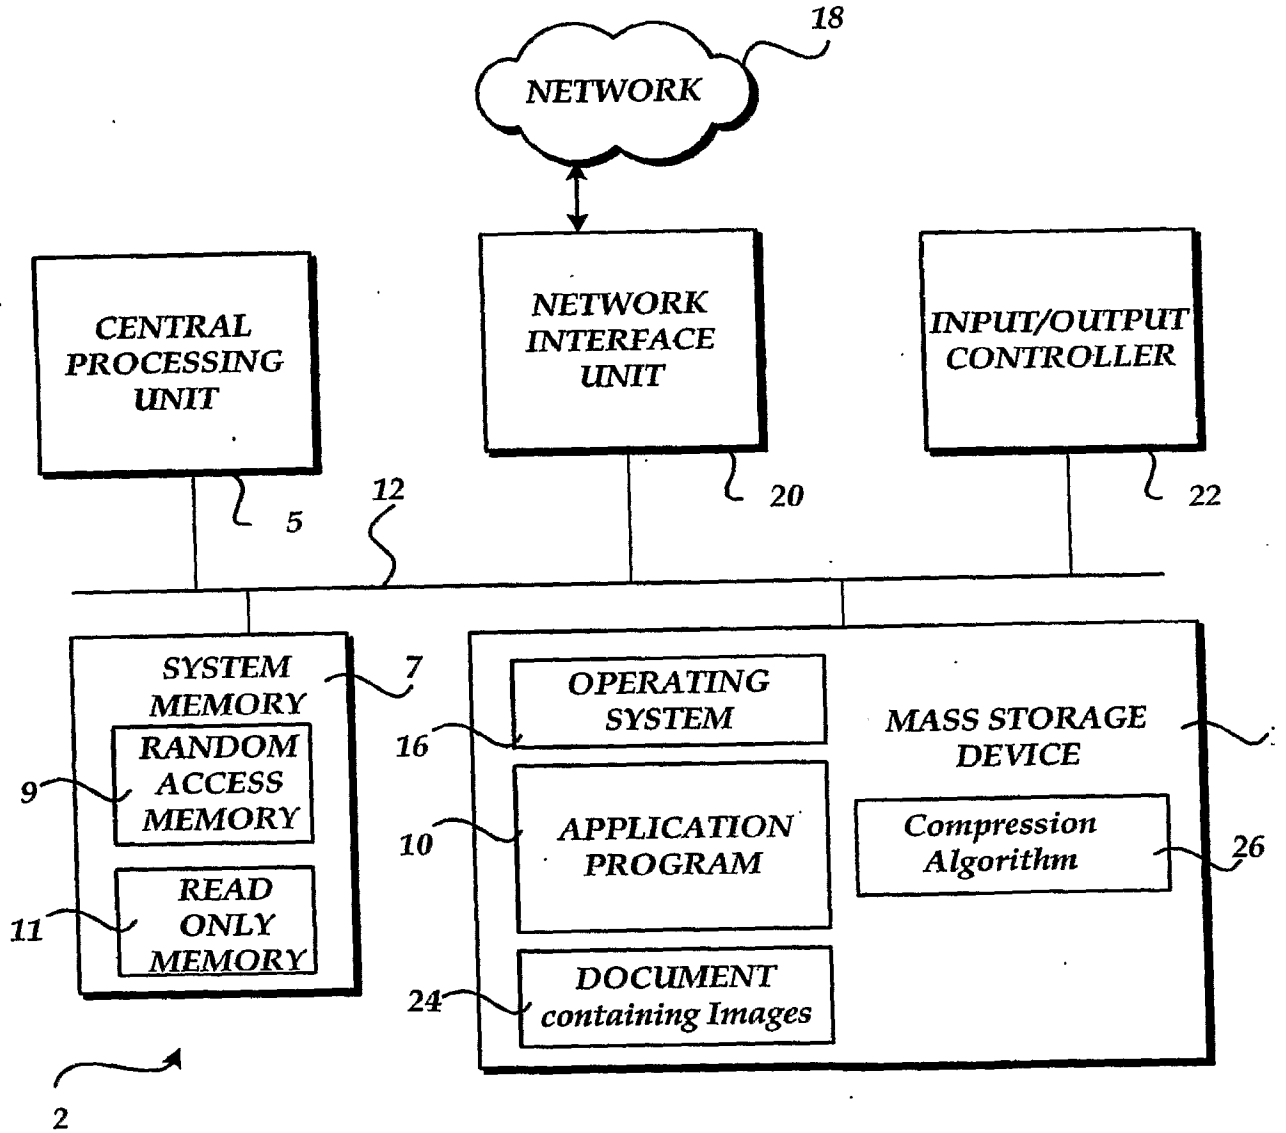 18
NETWORK
CENTRAL
PROCESSING
UNIT
NETWORK
INTERFACE
UNIT
INPUT/OUTPUT
CONTROLLER
5
12
20
22
SYSTEM
MEMORY
7
RANDOM
ACCESS
MEMORY
9
READ
ONLY
MEMORY
11
OPERATING
SYSTEM
16
APPLICATION
PROGRAM
10
DOCUMENT
containing Images
24
MASS STORAGE
DEVICE
Compression
Algorithm
26
2